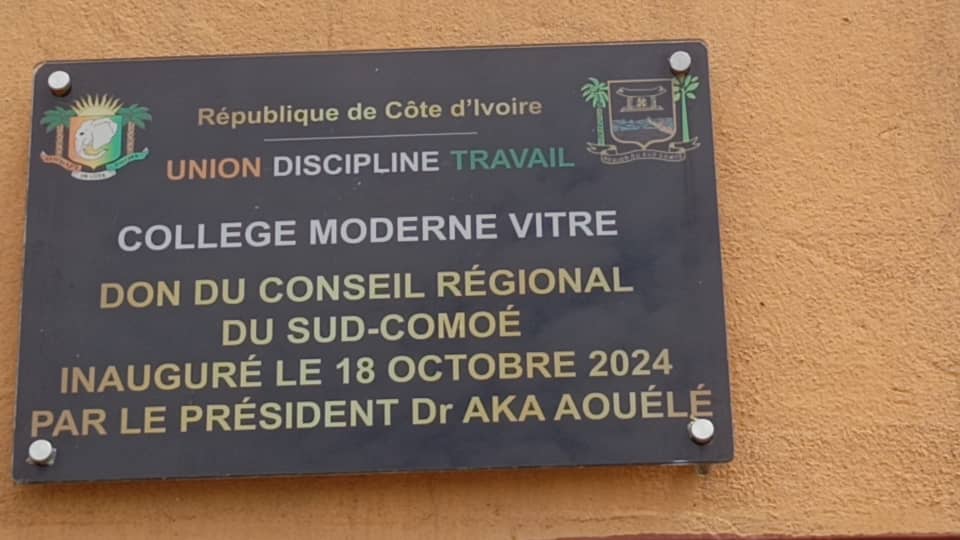 République de Côte d'Ivoire
UNION DISCIPLINE TRAVAIL
COLLEGE MODERNE VITRE
DON DU CONSEIL RÉGIONAL
DU SUD-COMOÉ
INAUGURÉ LE 18 OCTOBRE 2024
PAR LE PRÉSIDENT Dr AKA AOUÉLÉ